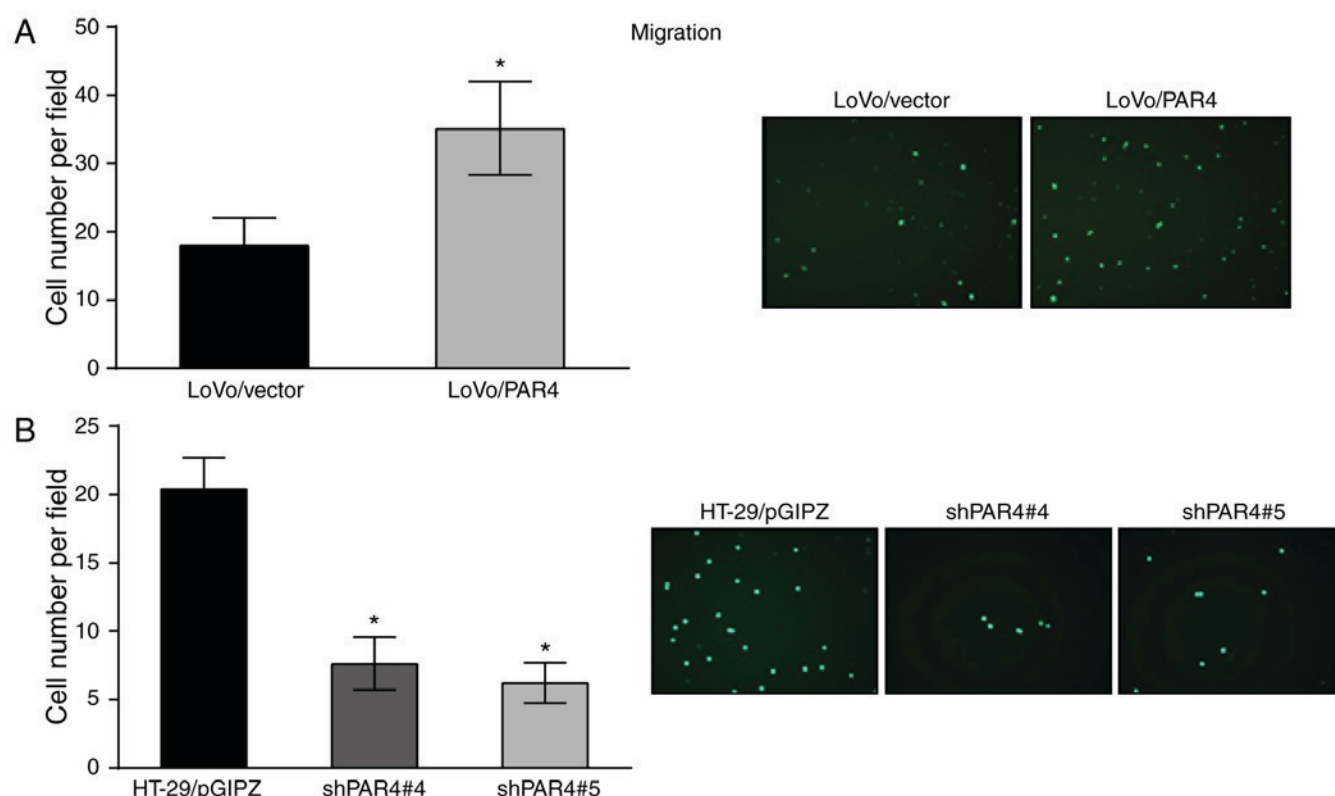 A
Migration
Cell number per field
50
40
30
20
10
0
*
LoVo/vector
LoVo/PAR4
LoVo/vector
LoVo/PAR4
B
Cell number per field
25
20
15
10
5
0
*
*
HT-29/pGIPZ
shPAR4#4
shPAR4#5
HT-29/pGIPZ
shPAR4#4
shPAR4#5